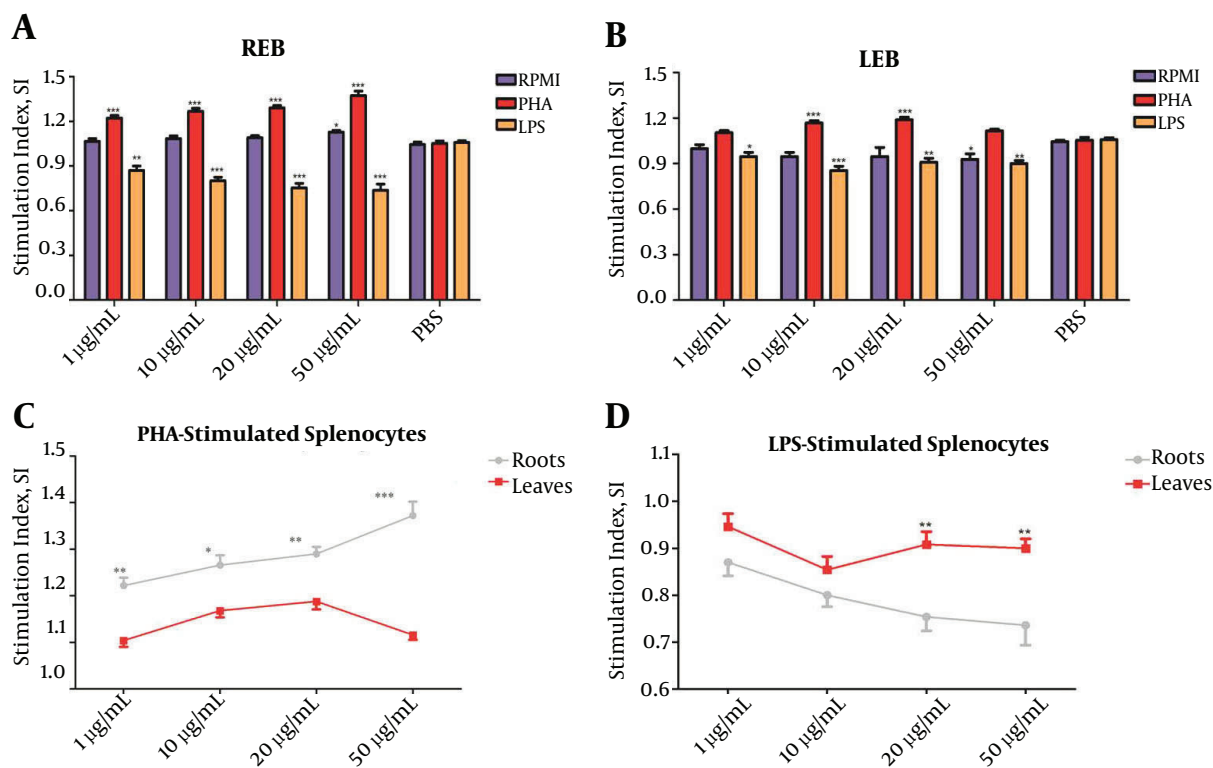 A
REB
Stimulation Index, SI
1.5
1.2
0.9
0.6
0.3
0.0
***
**
***
***
***
***
*
***
***
RPMI
PHA
LPS
1 µg/mL
10 µg/mL
20 µg/mL
50 µg/mL
PBS
B
LEB
Stimulation Index, SI
1.5
1.2
0.9
0.6
0.3
0.0
*
***
***
***
**
*
**
RPMI
PHA
LPS
1 µg/mL
10 µg/mL
20 µg/mL
50 µg/mL
PBS
C
PHA-Stimulated Splenocytes
Stimulation Index, SI
1.5
1.4
1.3
1.2
1.1
1.0
**
*
**
***
Roots
Leaves
1 µg/mL
10 µg/mL
20 µg/mL
50 µg/mL
D
LPS-Stimulated Splenocytes
Stimulation Index, SI
1.1
1.0
0.9
0.8
0.7
0.6
**
**
Roots
Leaves
1 µg/mL
10 µg/mL
20 µg/mL
50 µg/mL